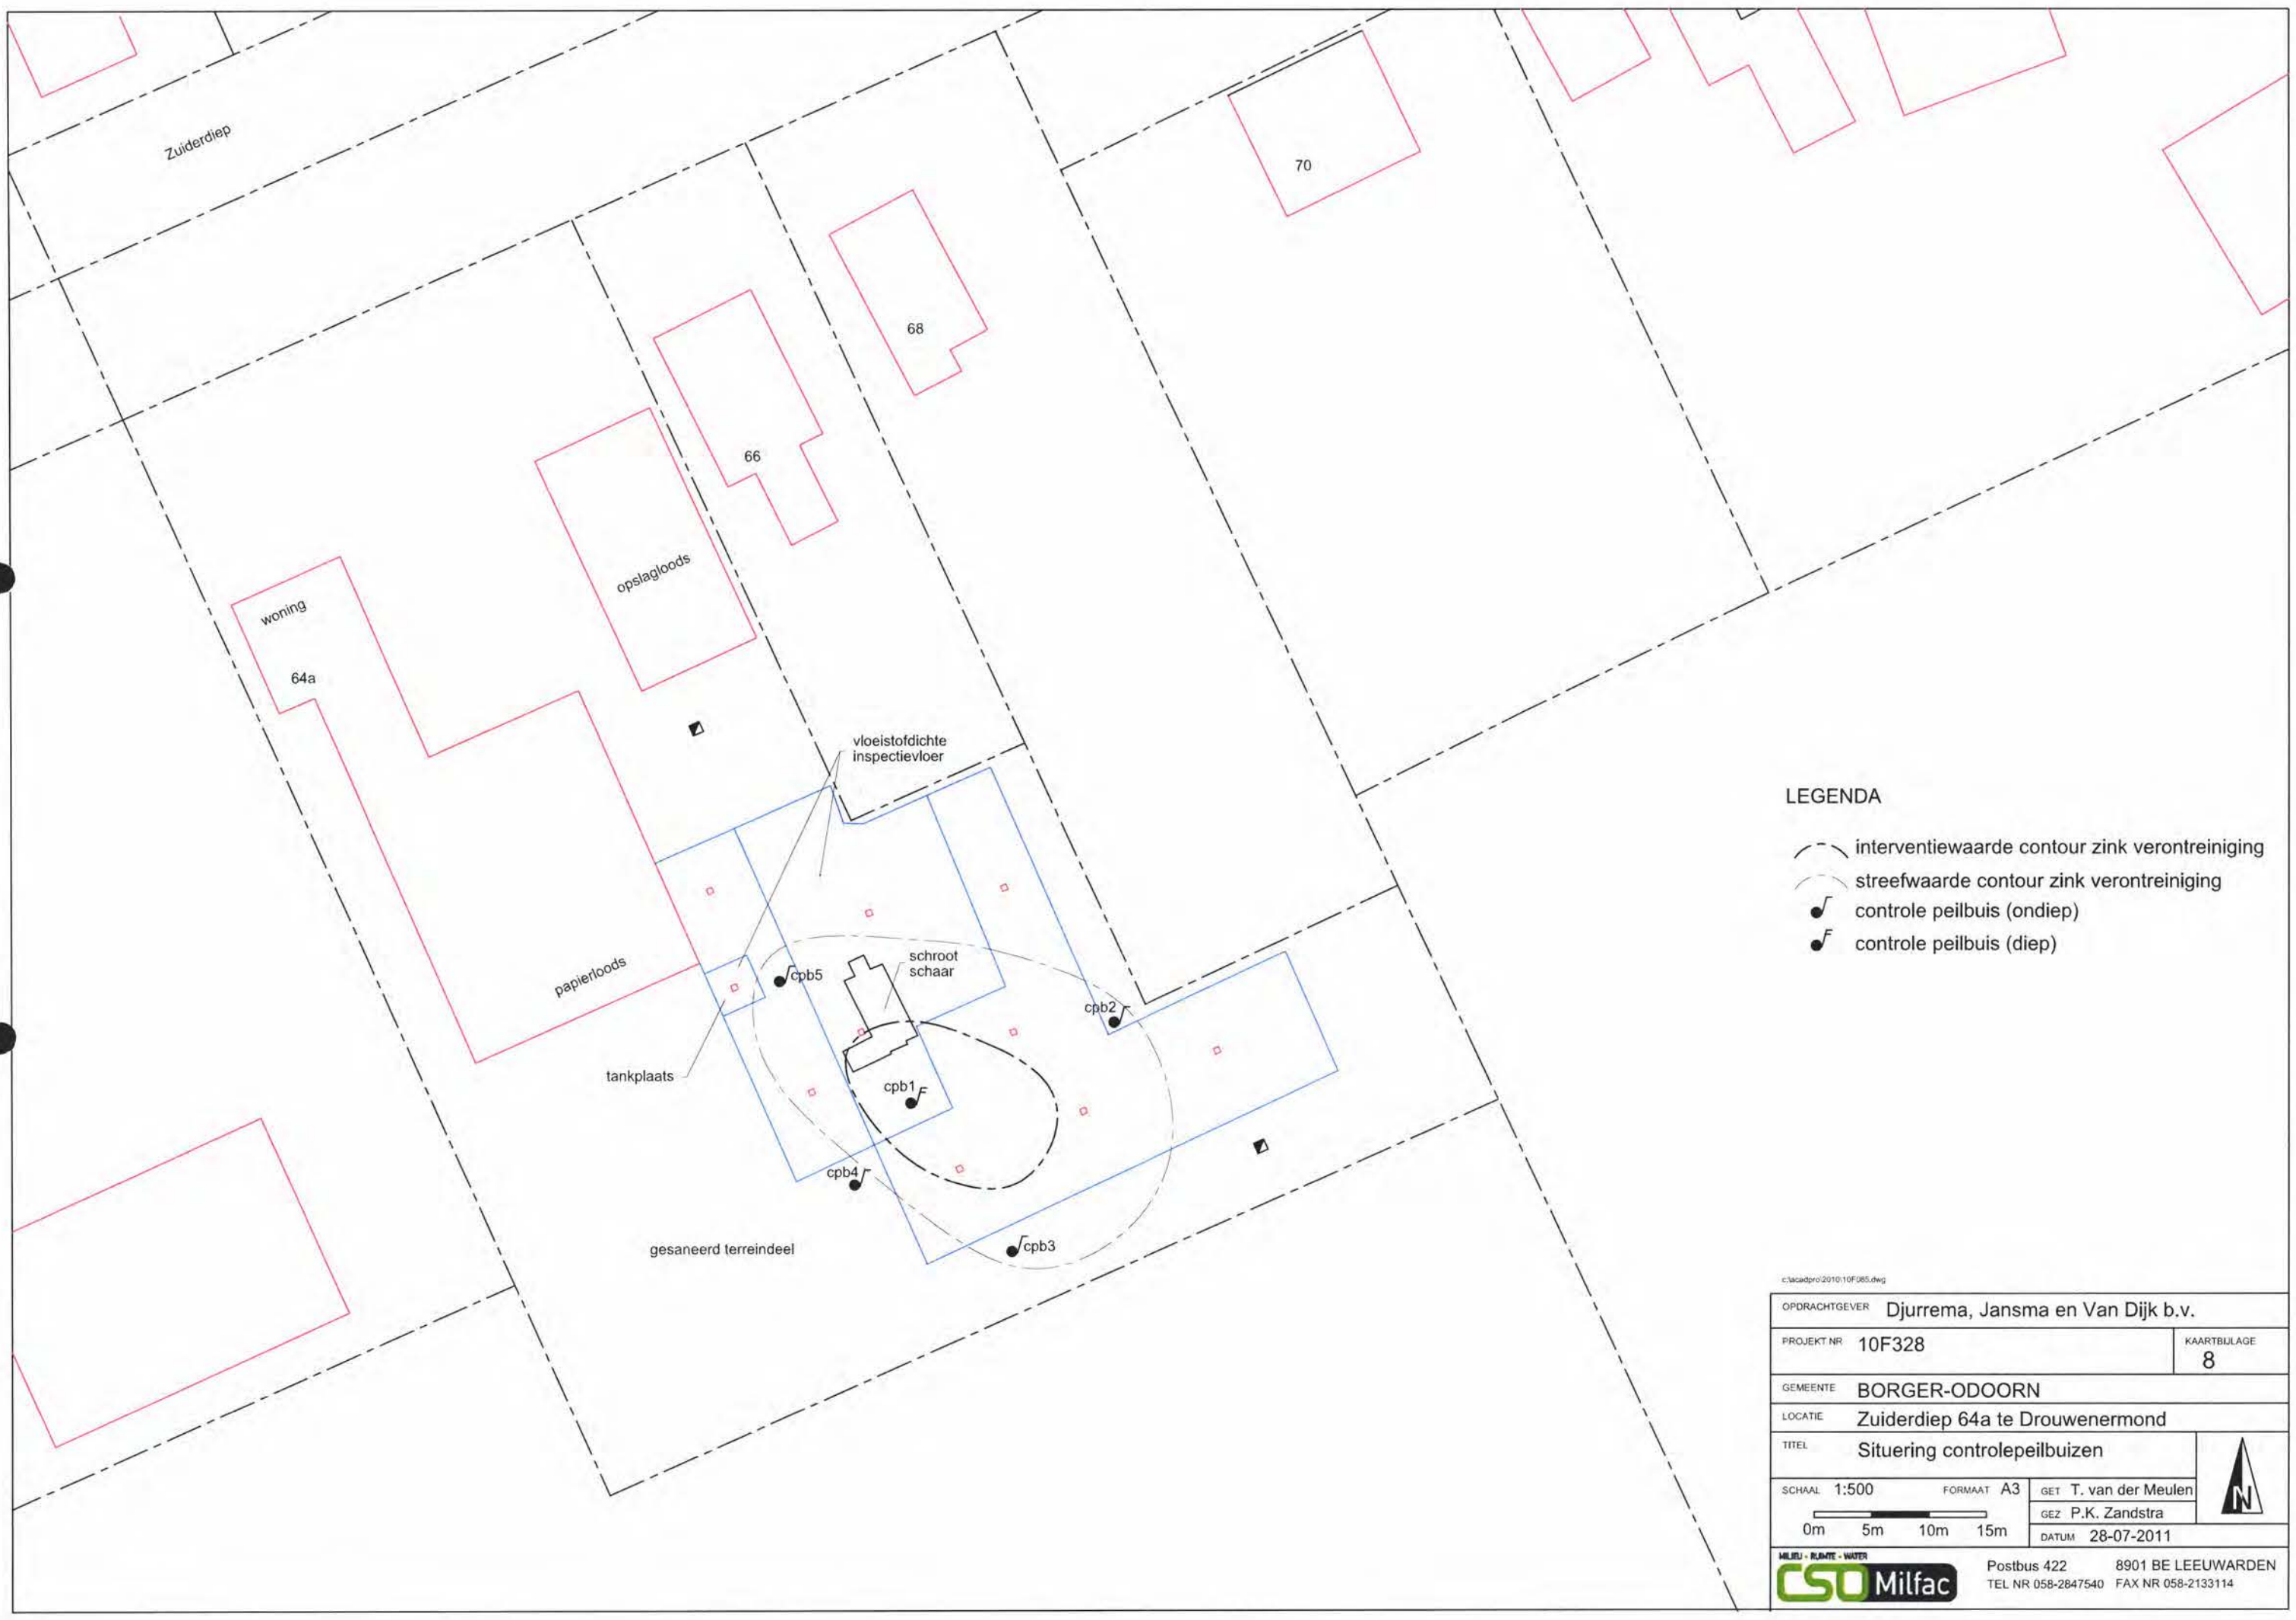 Zuiderdiep
70
68
66
opslagloods
woning
64a
vloeistofdichte
inspectievloer
schroot
schaar
papierloods
cpb5
cpb2
tankplaats
cpb1
cpb4
cpb3
gesaneerd terreindeel
LEGENDA
interventiewaarde contour zink verontreiniging
streefwaarde contour zink verontreiniging
controle peilbuis (ondiep)
controle peilbuis (diep)
c:\acadpro\2010\10F085.dwg
OPDRACHTGEVER Djurrema, Jansma en Van Dijk b.v.
PROJEKT.NR 10F328
KAARTBIJLAGE
8
GEMEENTE BORGER-ODOORN
LOCATIE Zuiderdiep 64a te Drouwenermond
TITEL Situering controlepeilbuizen
SCHAAL 1:500 FORMAAT A3
GET T. van der Meulen
GEZ P.K. Zandstra
0m 5m 10m 15m
DATUM 28-07-2011
N
MILIEU - RUIMTE - WATER
CSO Milfac
Postbus 422 8901 BE LEEUWARDEN
TEL NR 058-2847540 FAX NR 058-2133114